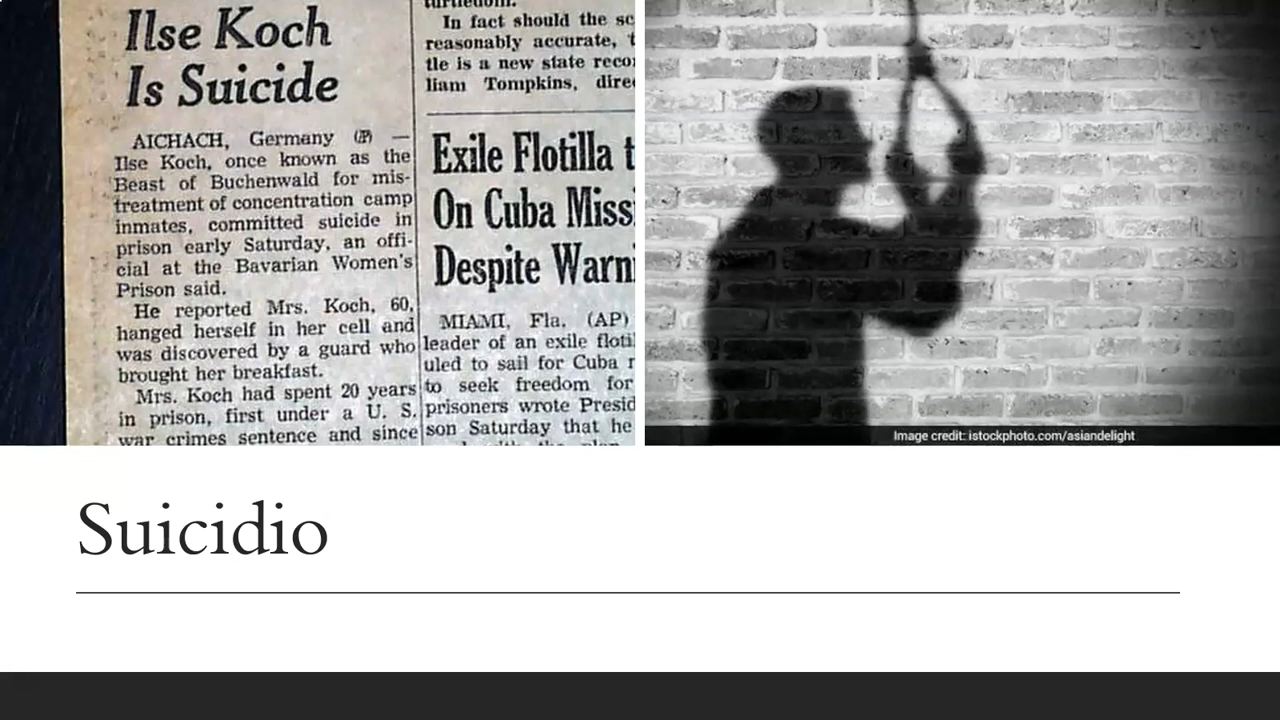 Ilse Koch
Is Suicide
AICHACH, Germany (AP) —
Ilse Koch, once known as the
Beast of Buchenwald for mis-
treatment of concentration camp
inmates, committed suicide in
prison early Saturday, an offi-
cial at the Bavarian Women's
Prison said.
He reported Mrs. Koch, 60,
hanged herself in her cell and
was discovered by a guard who
brought her breakfast.
Mrs. Koch had spent 20 years
in prison, first under a U. S.
war crimes sentence and since
In fact should the sc
reasonably accurate, t
tle is a new state reco
liam Tompkins, dire
Exile Flotilla t
On Cuba Miss
Despite Warn
MIAMI, Fla. (AP)
leader of an exile floti
uled to sail for Cuba
to seek freedom for
prisoners wrote Presid
son Saturday that he
Image credit: istockphoto.com/asiandelight
Suicidio